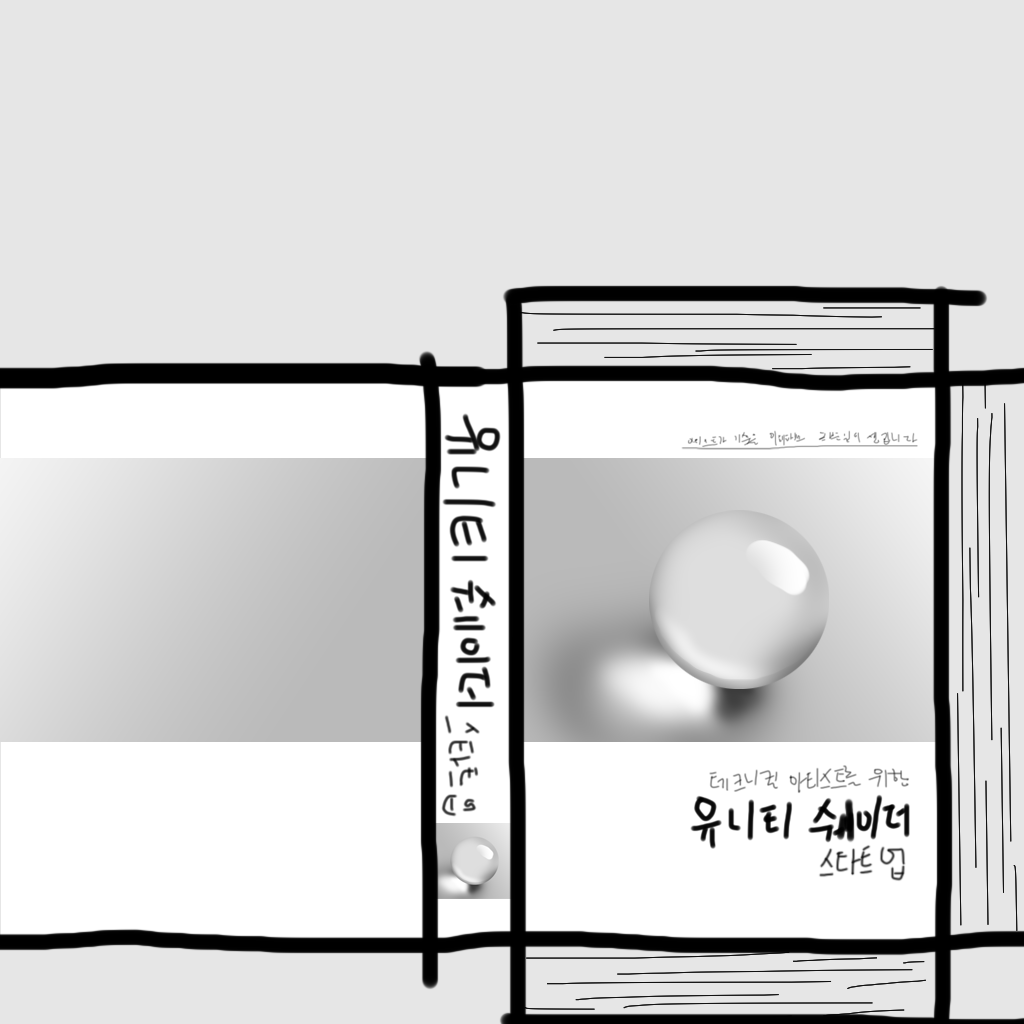 유니티 쉐이더 스타트 업
테크니컬 아티스트를 위한
유니티 쉐이더
스타트 업